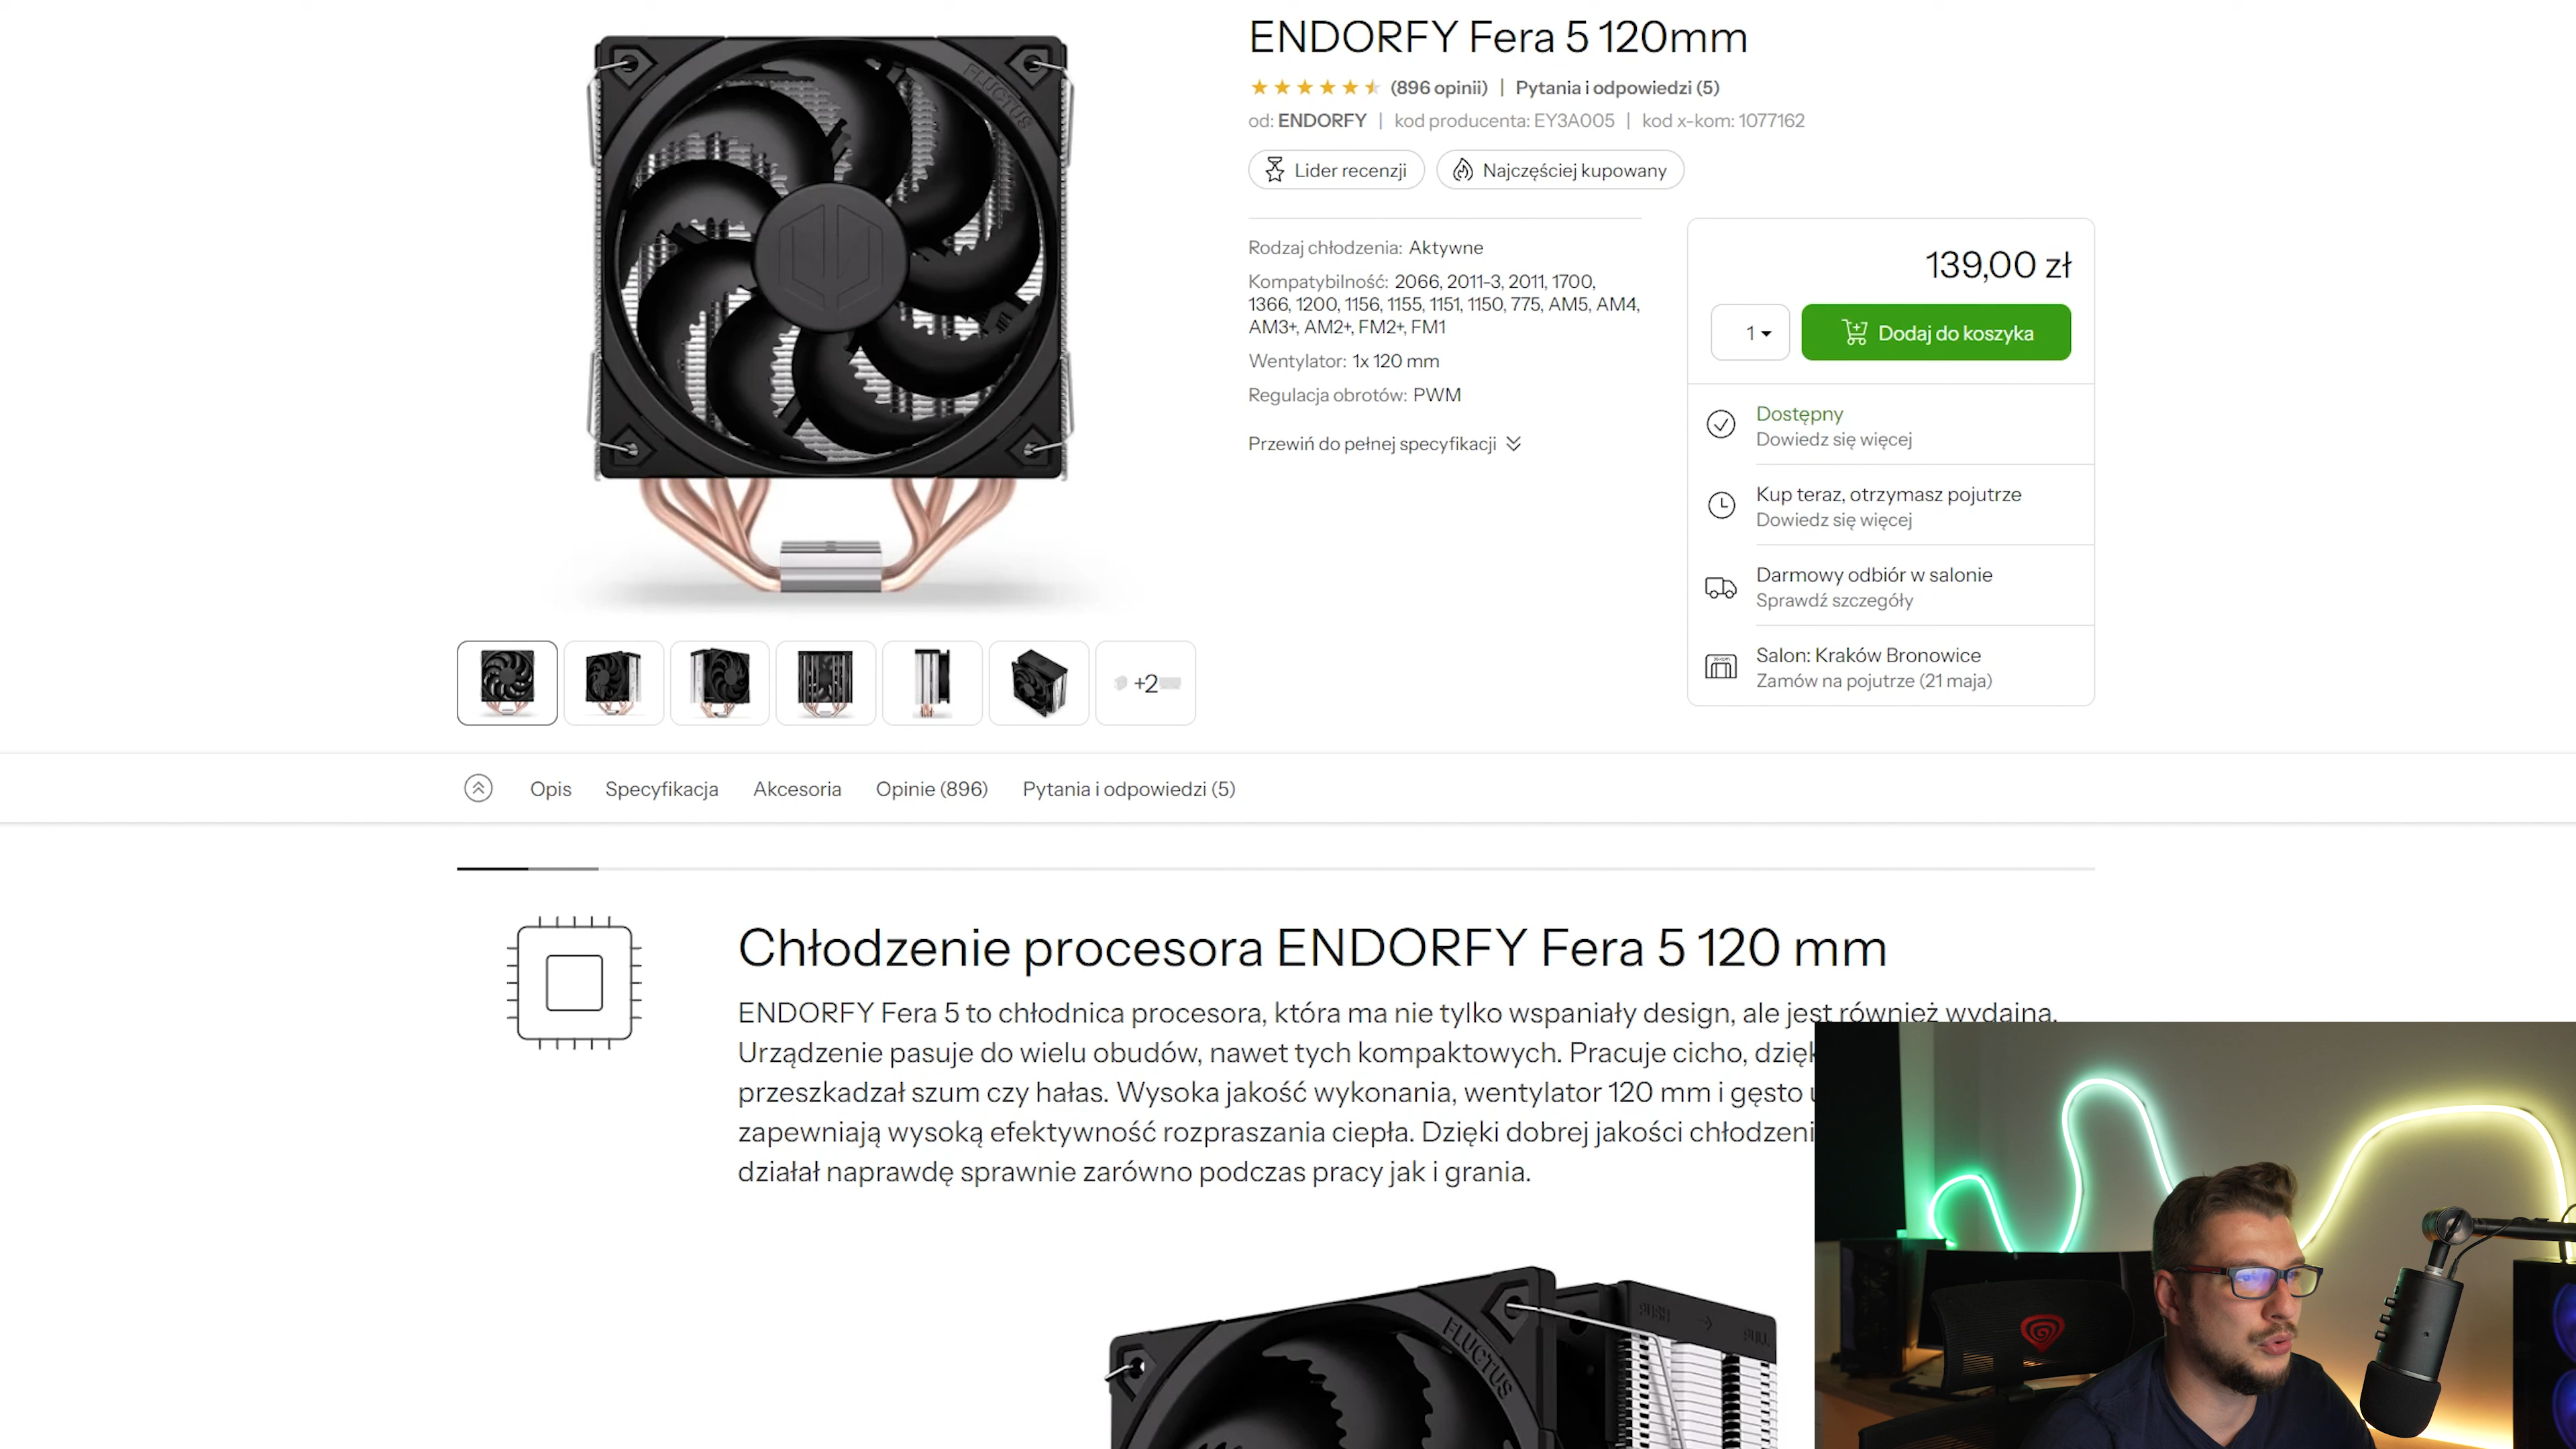 ENDORFY Fera 5 120mm
(896 opinii) | Pytania i odpowiedzi (5)
od: ENDORFY | kod producenta: EY3A005 | kod x-kom: 1077162
Lider recenzji
Najczęściej kupowany
FLUCTUS
Rodzaj chłodzenia: Aktywne
Kompatybilność: 2066, 2011-3, 2011, 1700,
1366, 1200, 1156, 1155, 1151, 1150, 775, AM5, AM4,
AM3+, AM2+, FM2+, FM1
Wentylator: 1x 120 mm
Regulacja obrotów: PWM
Przewiń do pełnej specyfikacji
139,00 zł
1
Dodaj do koszyka
Dostępny
Dowiedz się więcej
Kup teraz, otrzymasz pojutrze
Dowiedz się więcej
Darmowy odbiór w salonie
Sprawdź szczegóły
Salon: Kraków Bronowice
Zamów na pojutrze (21 maja)
+2
Opis
Specyfikacja
Akcesoria
Opinie (896)
Pytania i odpowiedzi (5)
Chłodzenie procesora ENDORFY Fera 5 120 mm
ENDORFY Fera 5 to chłodnica procesora, która ma nie tylko wspaniały design, ale jest również wydajna.
Urządzenie pasuje do wielu obudów, nawet tych kompaktowych. Pracuje cicho,
przeszkadzał szum czy hałas. Wysoka jakość wykonania, wentylator 120 mm i gęsto
zapewniają wysoką efektywność rozpraszania ciepła. Dzięki dobrej jakości
działał naprawdę sprawnie zarówno podczas pracy jak i grania.
FLUCTUS
PUSH → PULL